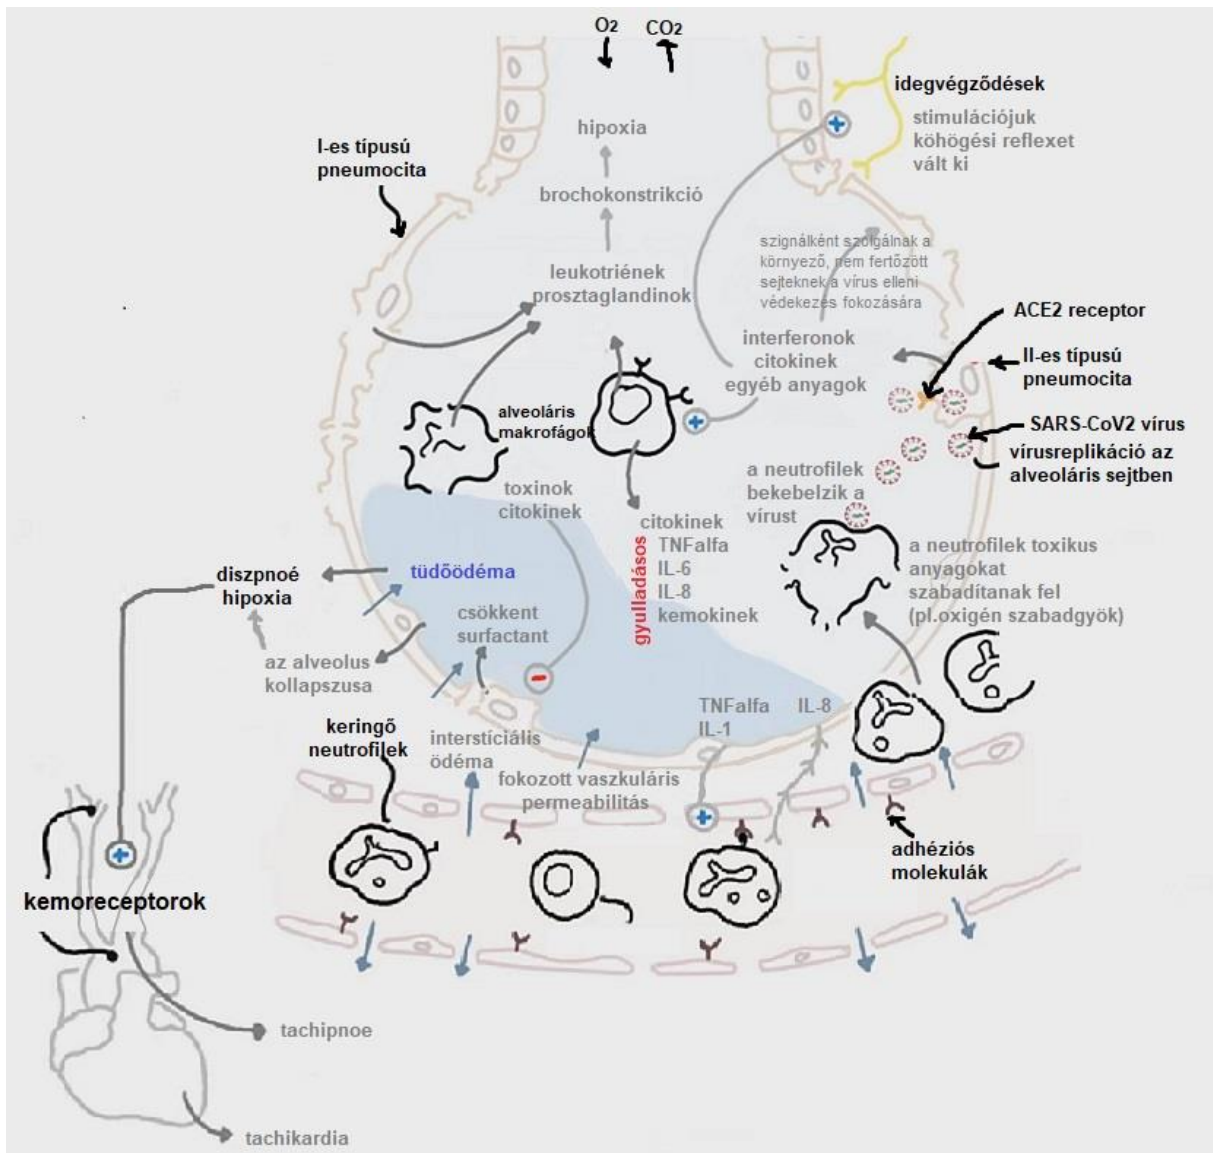 O2
CO2
idegvégződések
stimulációjuk
köhögési reflexet
vált ki
hipoxia
I-es típusú
pneumocita
brochokonstrikció
szignálként szolgálnak a
környező, nem fertőzött
sejteknek a vírus elleni
védekezés fokozására
leukotriének
prosztaglandinok
ACE2 receptor
interferonok
citokinek
egyéb anyagok
II-es típusú
pneumocita
alveoláris
makrofágok
SARS-CoV2 vírus
vírusreplikáció az
alveoláris sejtben
a neutrofilek
bekebelzik a
vírust
toxinok
citokinek
citokinek
TNFalfa
IL-6
IL-8
kemokinek
gyulladásos
a neutrofilek toxikus
anyagokat
szabadítanak fel
(pl.oxigén szabadgyök)
tüdőödéma
diszpnoé
hipoxia
csökkent
surfactant
az alveolus
kollapszusa
TNFalfa
IL-1
IL-8
keringő
neutrofilek
interstíciális
ödéma
fokozott vaszkuláris
permeabilitás
adhéziós
molekulák
kemoreceptorok
tachipnoe
tachikardia